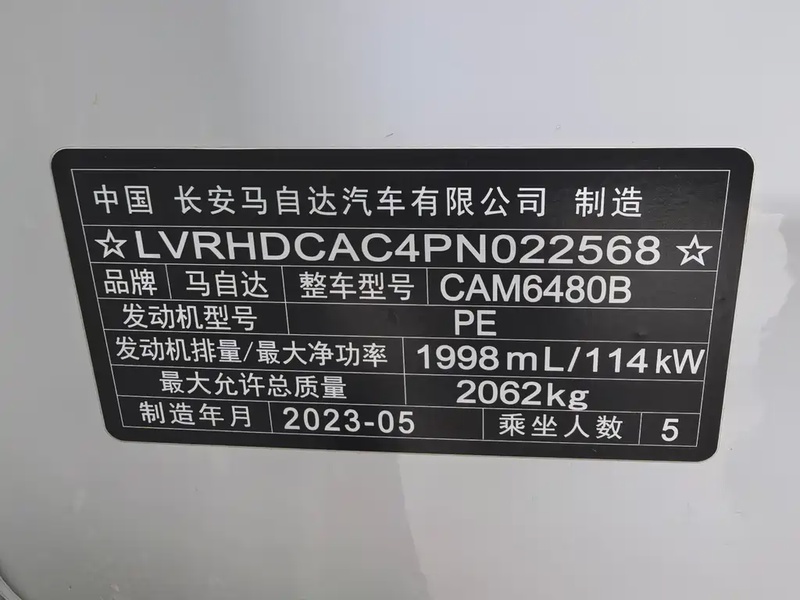 中国 长安马自达汽车有限公司 制造
☆LVRHDCAC4PN022568☆
品牌 马自达 整车型号 CAM6480B
发动机型号 PE
发动机排量/最大净功率 1998mL/114kW
最大允许总质量 2062kg
制造年月 2023-05 乘坐人数 5